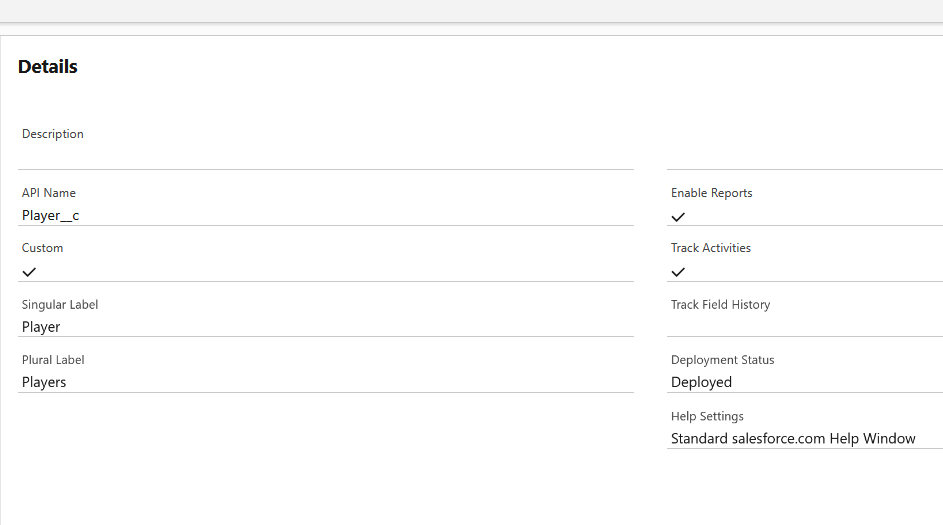 Details
Description
API Name
Player__c
Custom
Singular Label
Player
Plural Label
Players
Enable Reports
Track Activities
Track Field History
Deployment Status
Deployed
Help Settings
Standard salesforce.com Help Window